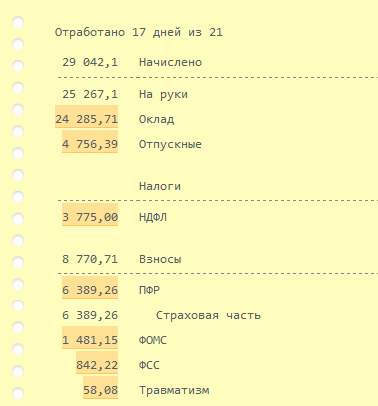 Отработано 17 дней из 21
29 042,1 Начислено
25 267,1 На руки
24 285,71 Оклад
4 756,39 Отпускные
Налоги
3 775,00 НДФЛ
8 770,71 Взносы
6 389,26 ПФР
6 389,26 Страховая часть
1 481,15 ФОМС
842,22 ФСС
58,08 Травматизм